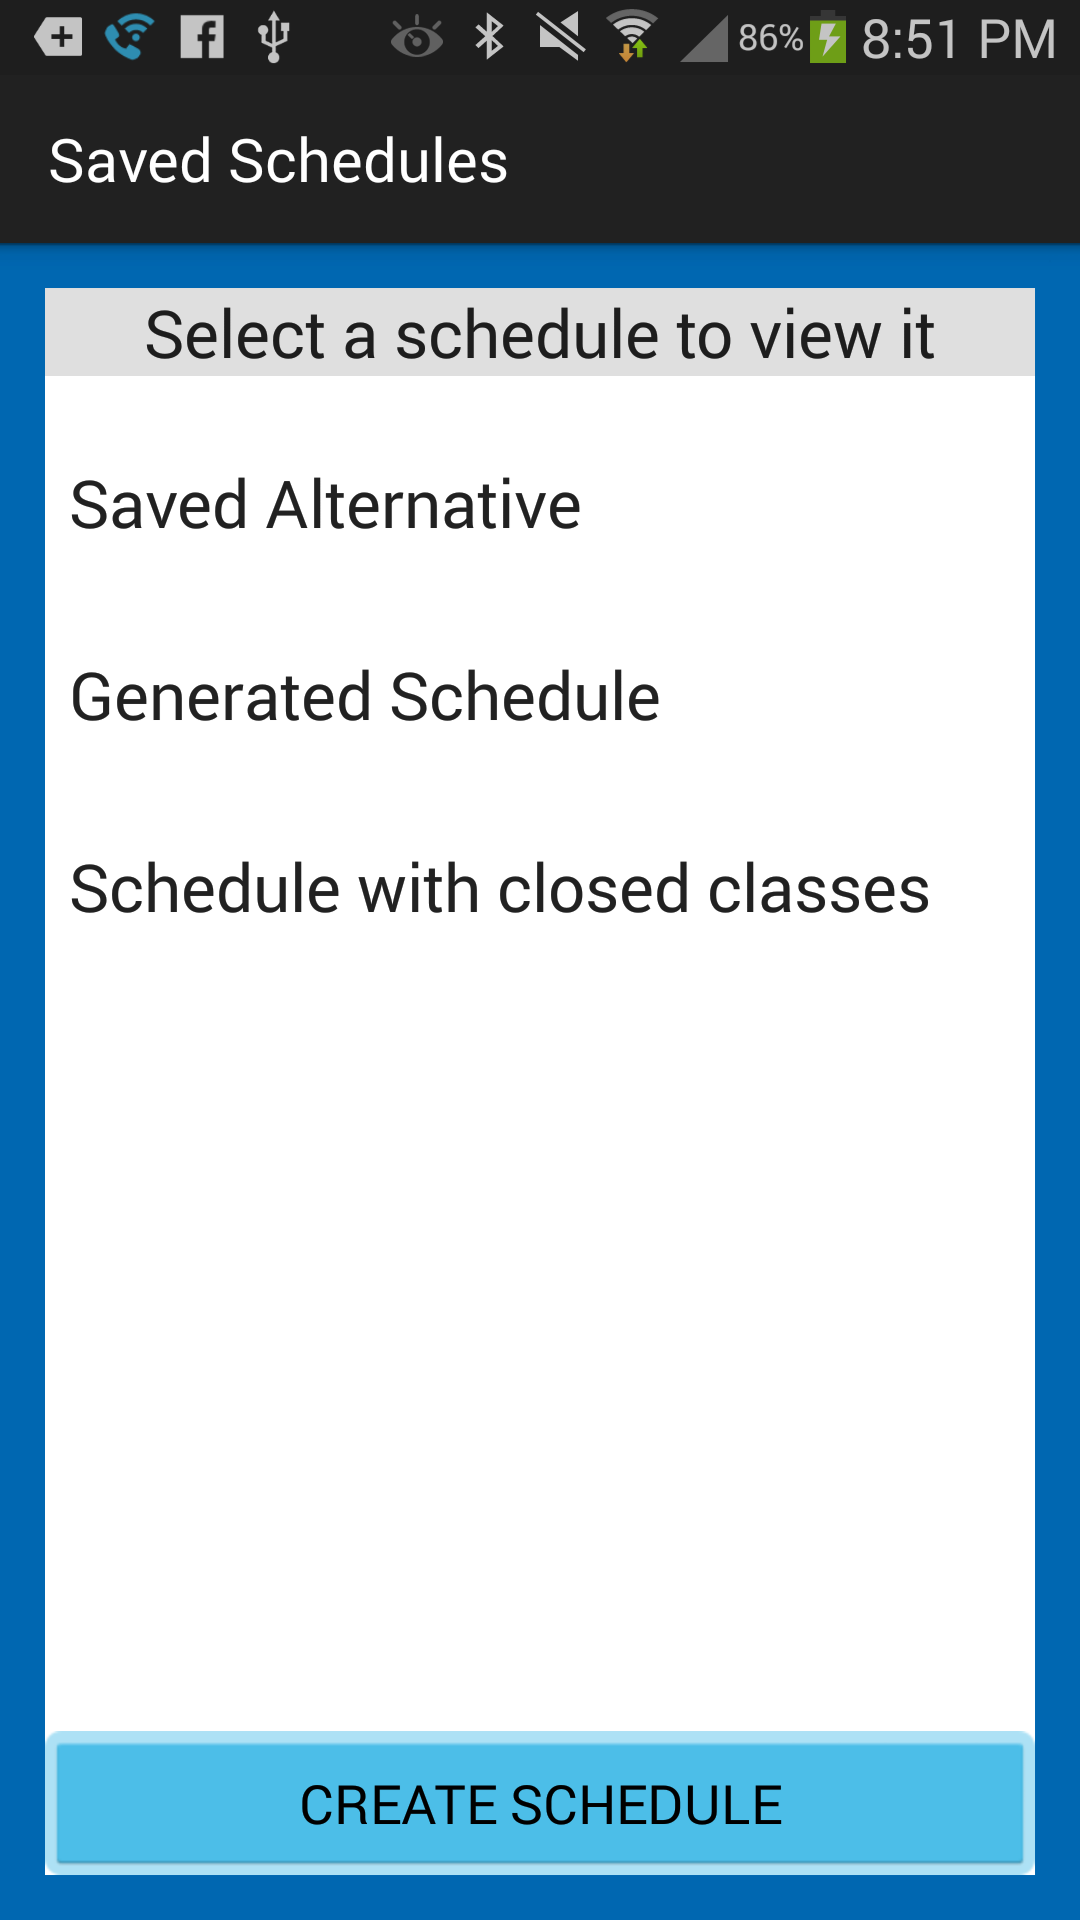 86% 8:51 PM
Saved Schedules
Select a schedule to view it
Saved Alternative
Generated Schedule
Schedule with closed classes
CREATE SCHEDULE